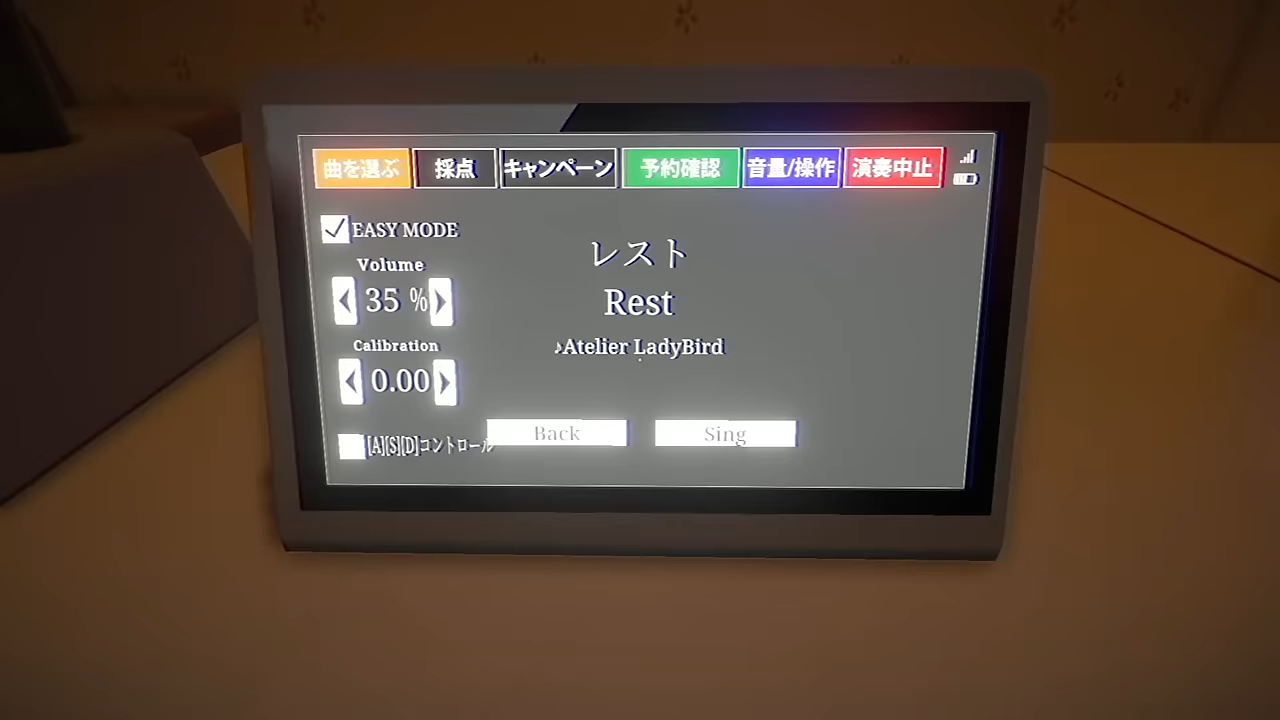 曲を選ぶ 採点 キャンペーン 予約確認 音量/操作 演奏中止
EASY MODE
Volume
35 %
Calibration
0.00
[A][S][D]コントロール
レスト
Rest
♪Atelier LadyBird
Back Sing